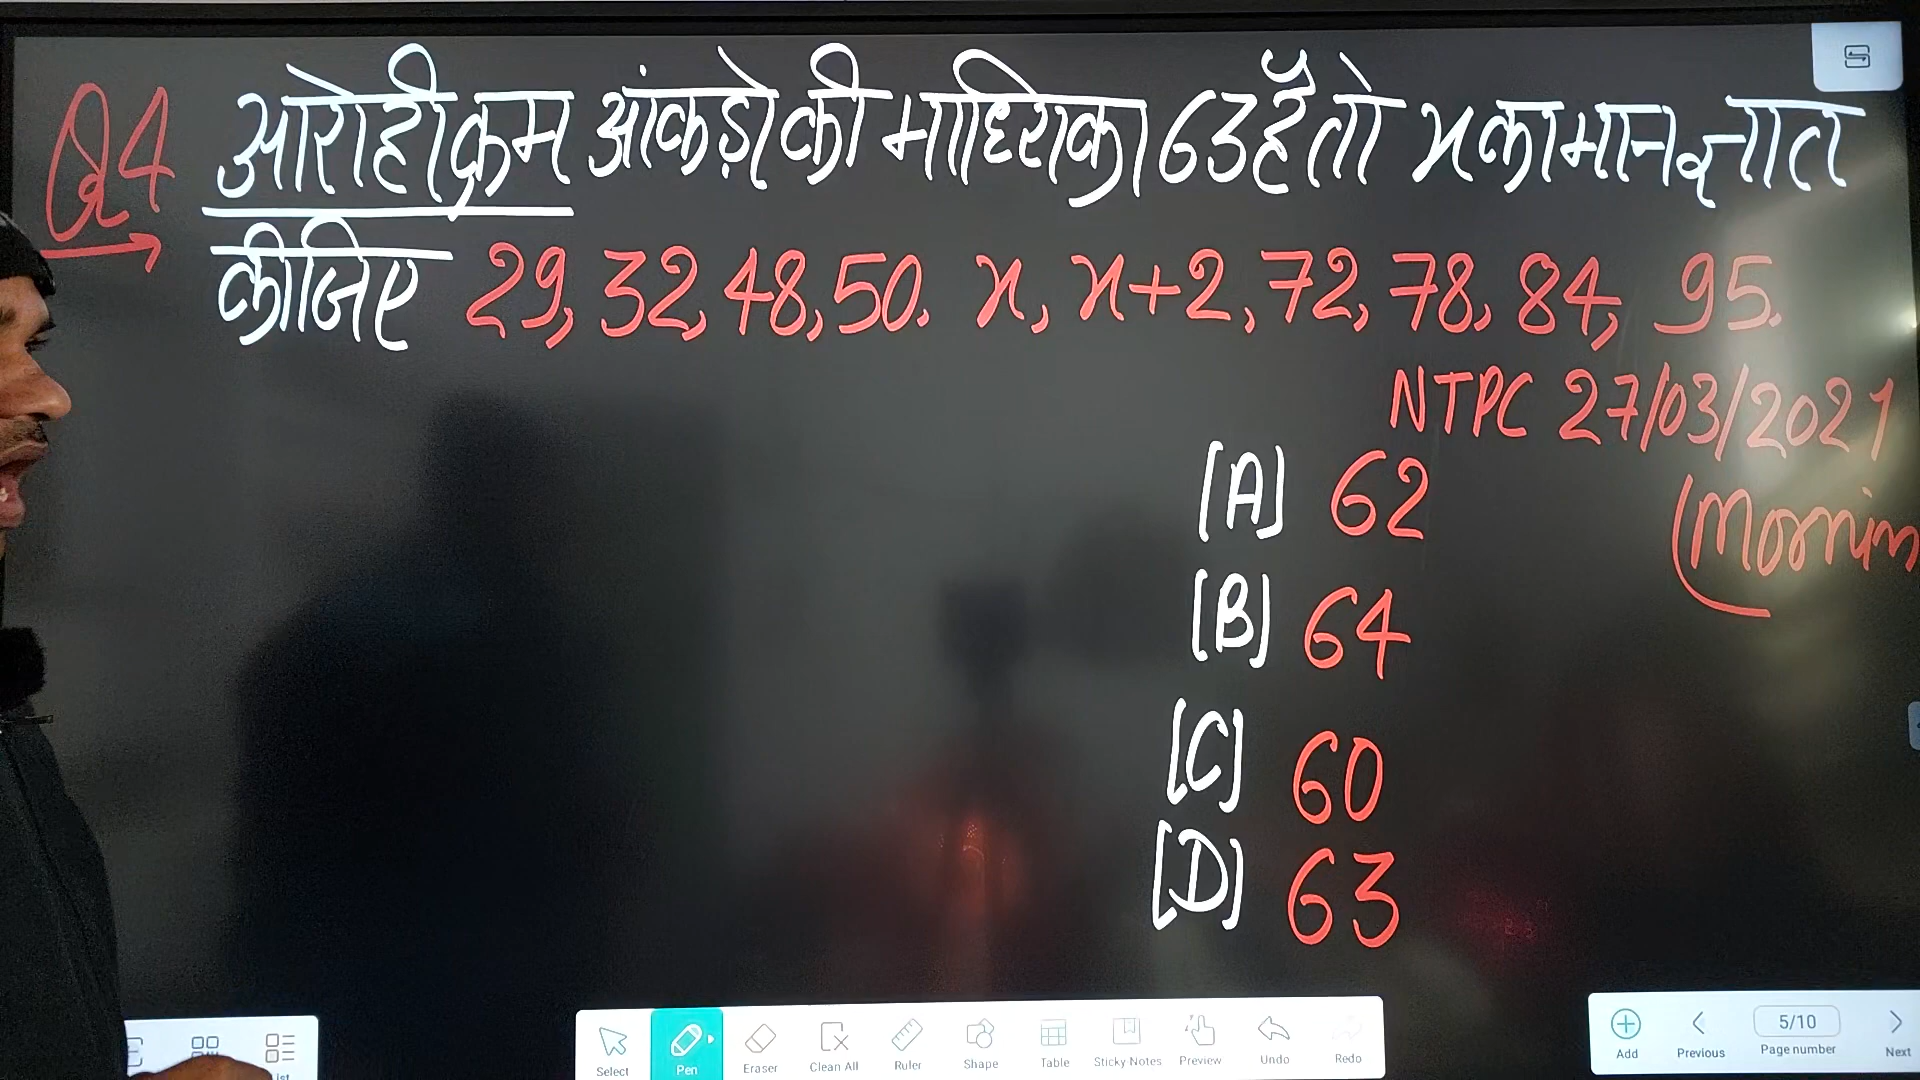 Q4 आरोहीक्रम आंकड़ो की माध्यिका 63 है तो x का मान ज्ञात
कीजिए 29, 32, 48, 50. x, x+2, 72, 78, 84, 95.
NTPC 27/03/2021
(Mornin
[A] 62
[B] 64
[C] 60
[D] 63
Select Pen Eraser Clean All Ruler Shape Table Sticky Notes Preview Undo Redo
Add Previous 5/10 Page number Next